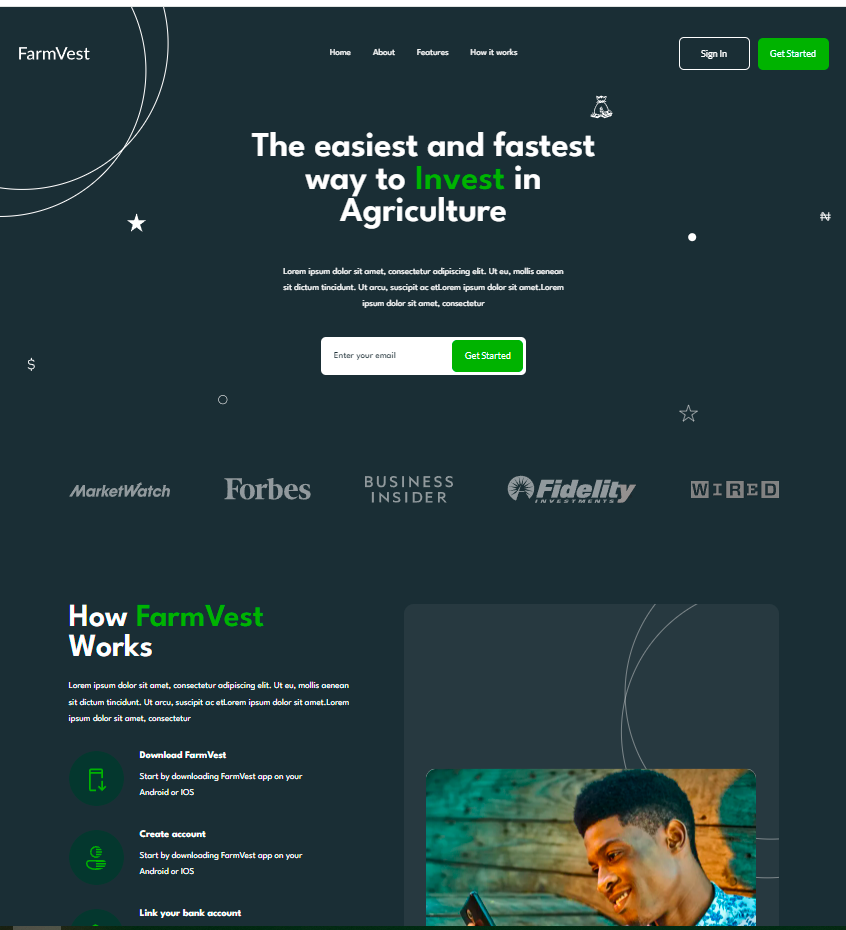 FarmVest
Home About Features How it works
Sign In Get Started
The easiest and fastest
way to Invest in
Agriculture
₦
Lorem ipsum dolor sit amet, consectetur adipiscing elit. Ut eu, mollis aenean
sit dictum tincidunt. Ut arcu, suscipit ac etLorem ipsum dolor sit amet.Lorem
ipsum dolor sit amet, consectetur
Enter your email Get Started
$
MarketWatch Forbes BUSINESS INSIDER Fidelity INVESTMENTS WIRED
How FarmVest
Works
Lorem ipsum dolor sit amet, consectetur adipiscing elit. Ut eu, mollis aenean
sit dictum tincidunt. Ut arcu, suscipit ac etLorem ipsum dolor sit amet.Lorem
ipsum dolor sit amet, consectetur
Download FarmVest
Start by downloading FarmVest app on your
Android or IOS
Create account
Start by downloading FarmVest app on your
Android or IOS
Link your bank account